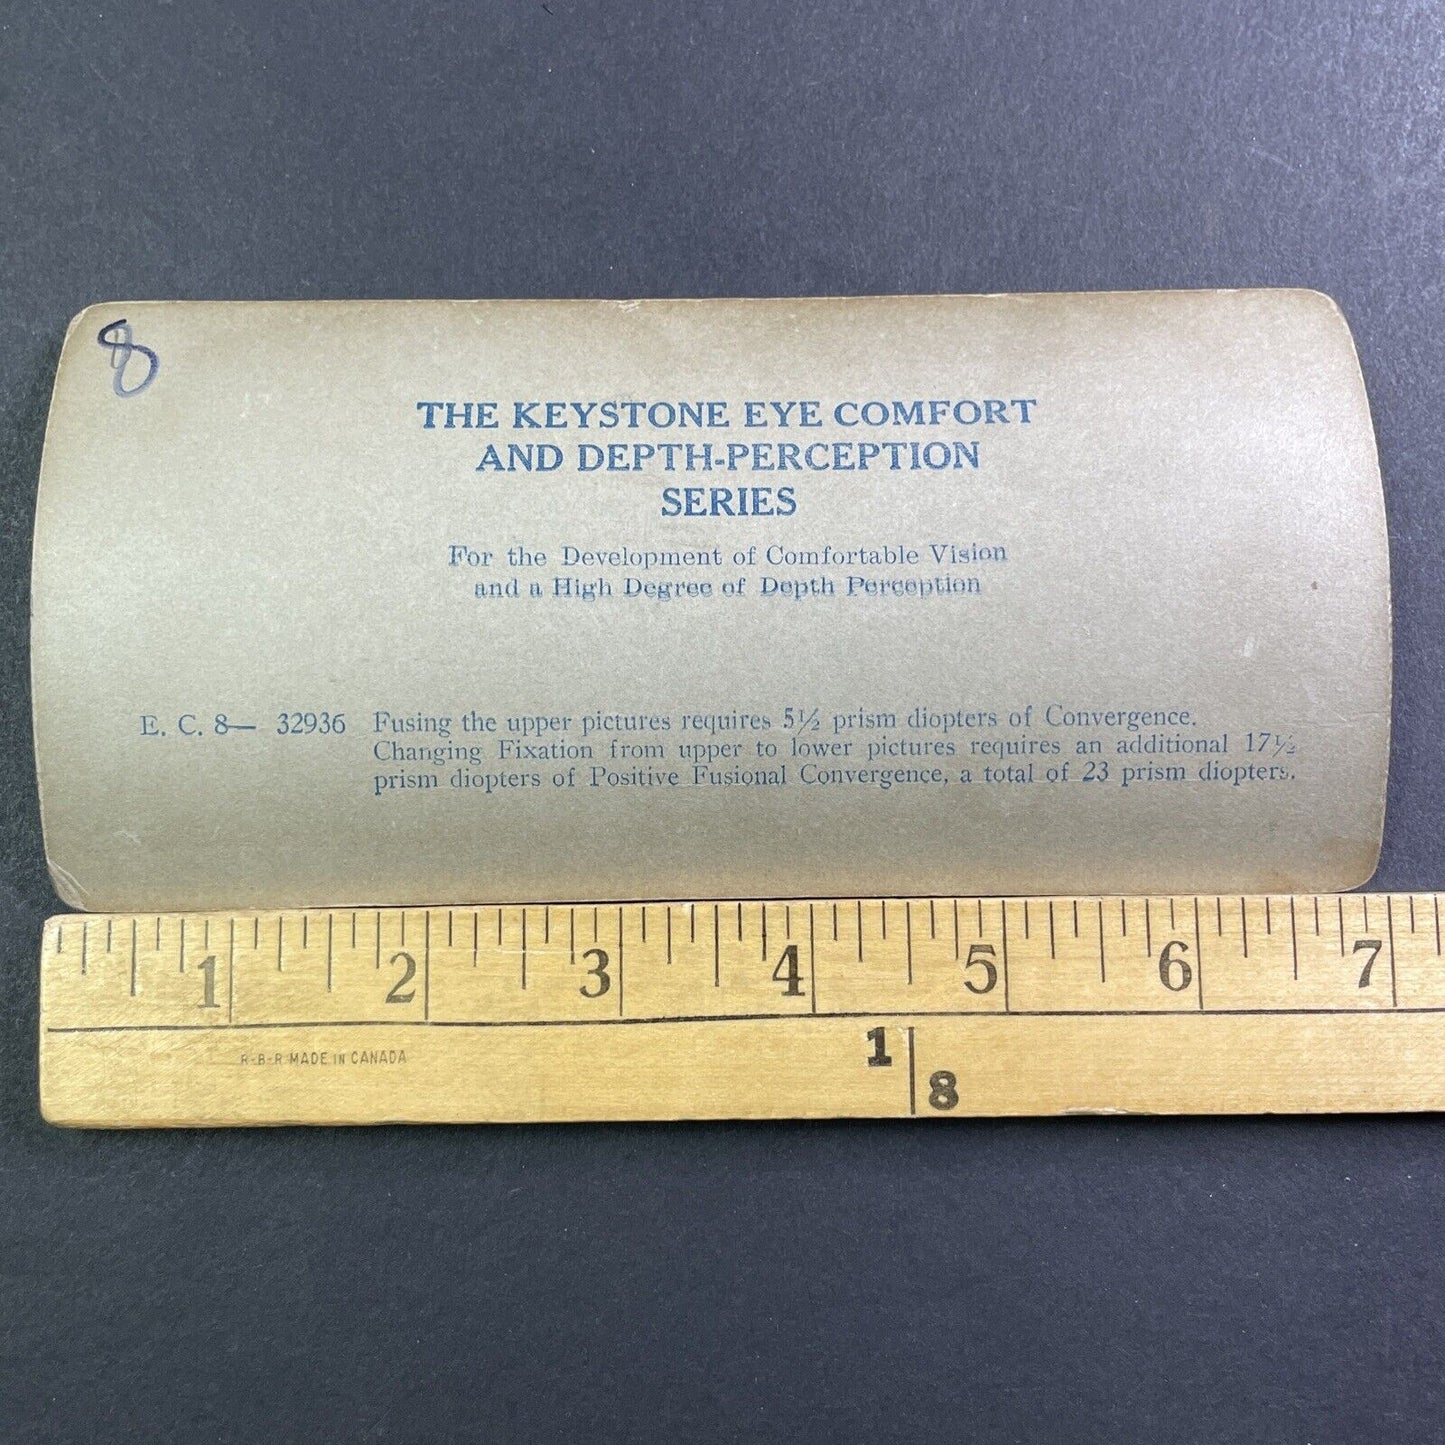 8
THE KEYSTONE EYE COMFORT
AND DEPTH-PERCEPTION
SERIES
For the Development of Comfortable Vision
and a High Degree of Depth Perception
E. C. 8— 32936 Fusing the upper pictures requires 5½ prism diopters of Convergence.
Changing Fixation from upper to lower pictures requires an additional 17½
prism diopters of Positive Fusional Convergence, a total of 23 prism diopters.
1 2 3 4 5 6 7
R-B-R MADE IN CANADA
1 8